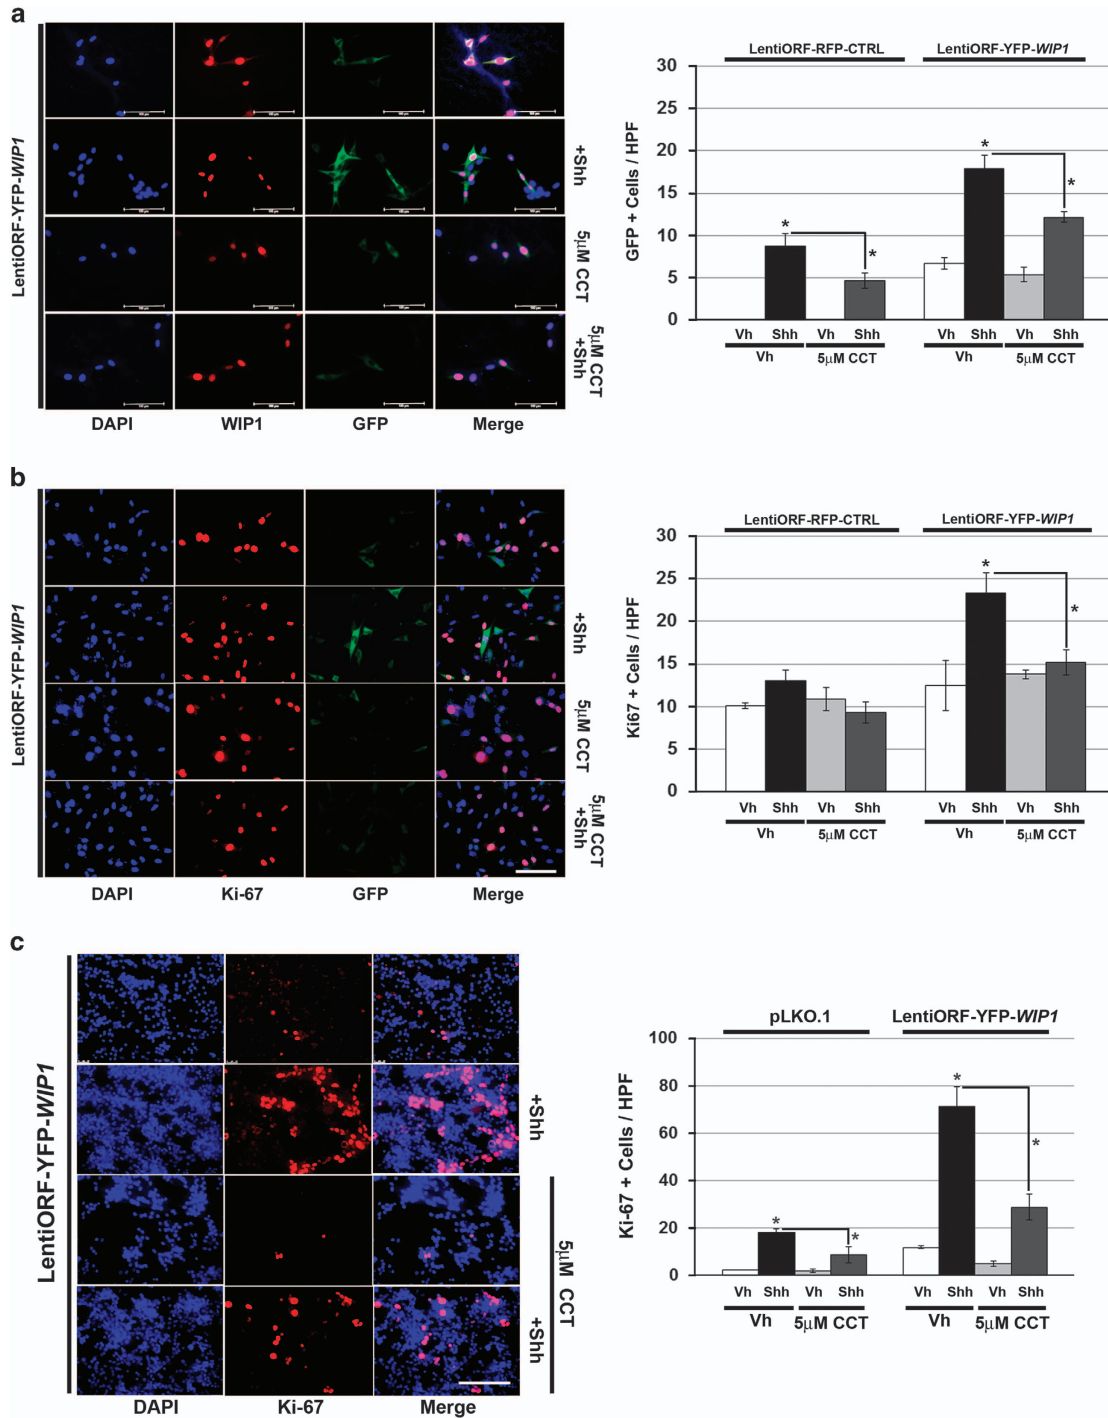 a
LentiORF-YFP-WIP1
+Shh
5μM CCT
5μM CCT
+Shh
DAPI
WIP1
GFP
Merge
LentiORF-RFP-CTRL
LentiORF-YFP-WIP1
GFP + Cells / HPF
30
25
20
15
10
5
0
*
*
*
*
Vh Shh Vh Shh Vh Shh Vh Shh
Vh 5μM CCT Vh 5μM CCT
b
LentiORF-YFP-WIP1
+Shh
5μM CCT
5μM CCT
+Shh
DAPI
Ki-67
GFP
Merge
LentiORF-RFP-CTRL
LentiORF-YFP-WIP1
Ki67 + Cells / HPF
30
25
20
15
10
5
0
*
*
Vh Shh Vh Shh Vh Shh Vh Shh
Vh 5μM CCT Vh 5μM CCT
c
LentiORF-YFP-WIP1
+Shh
+Shh
5μM CCT
DAPI
Ki-67
Merge
pLKO.1
LentiORF-YFP-WIP1
Ki-67 + Cells / HPF
100
80
60
40
20
0
*
*
*
*
Vh Shh Vh Shh Vh Shh Vh Shh
Vh 5μM CCT Vh 5μM CCT